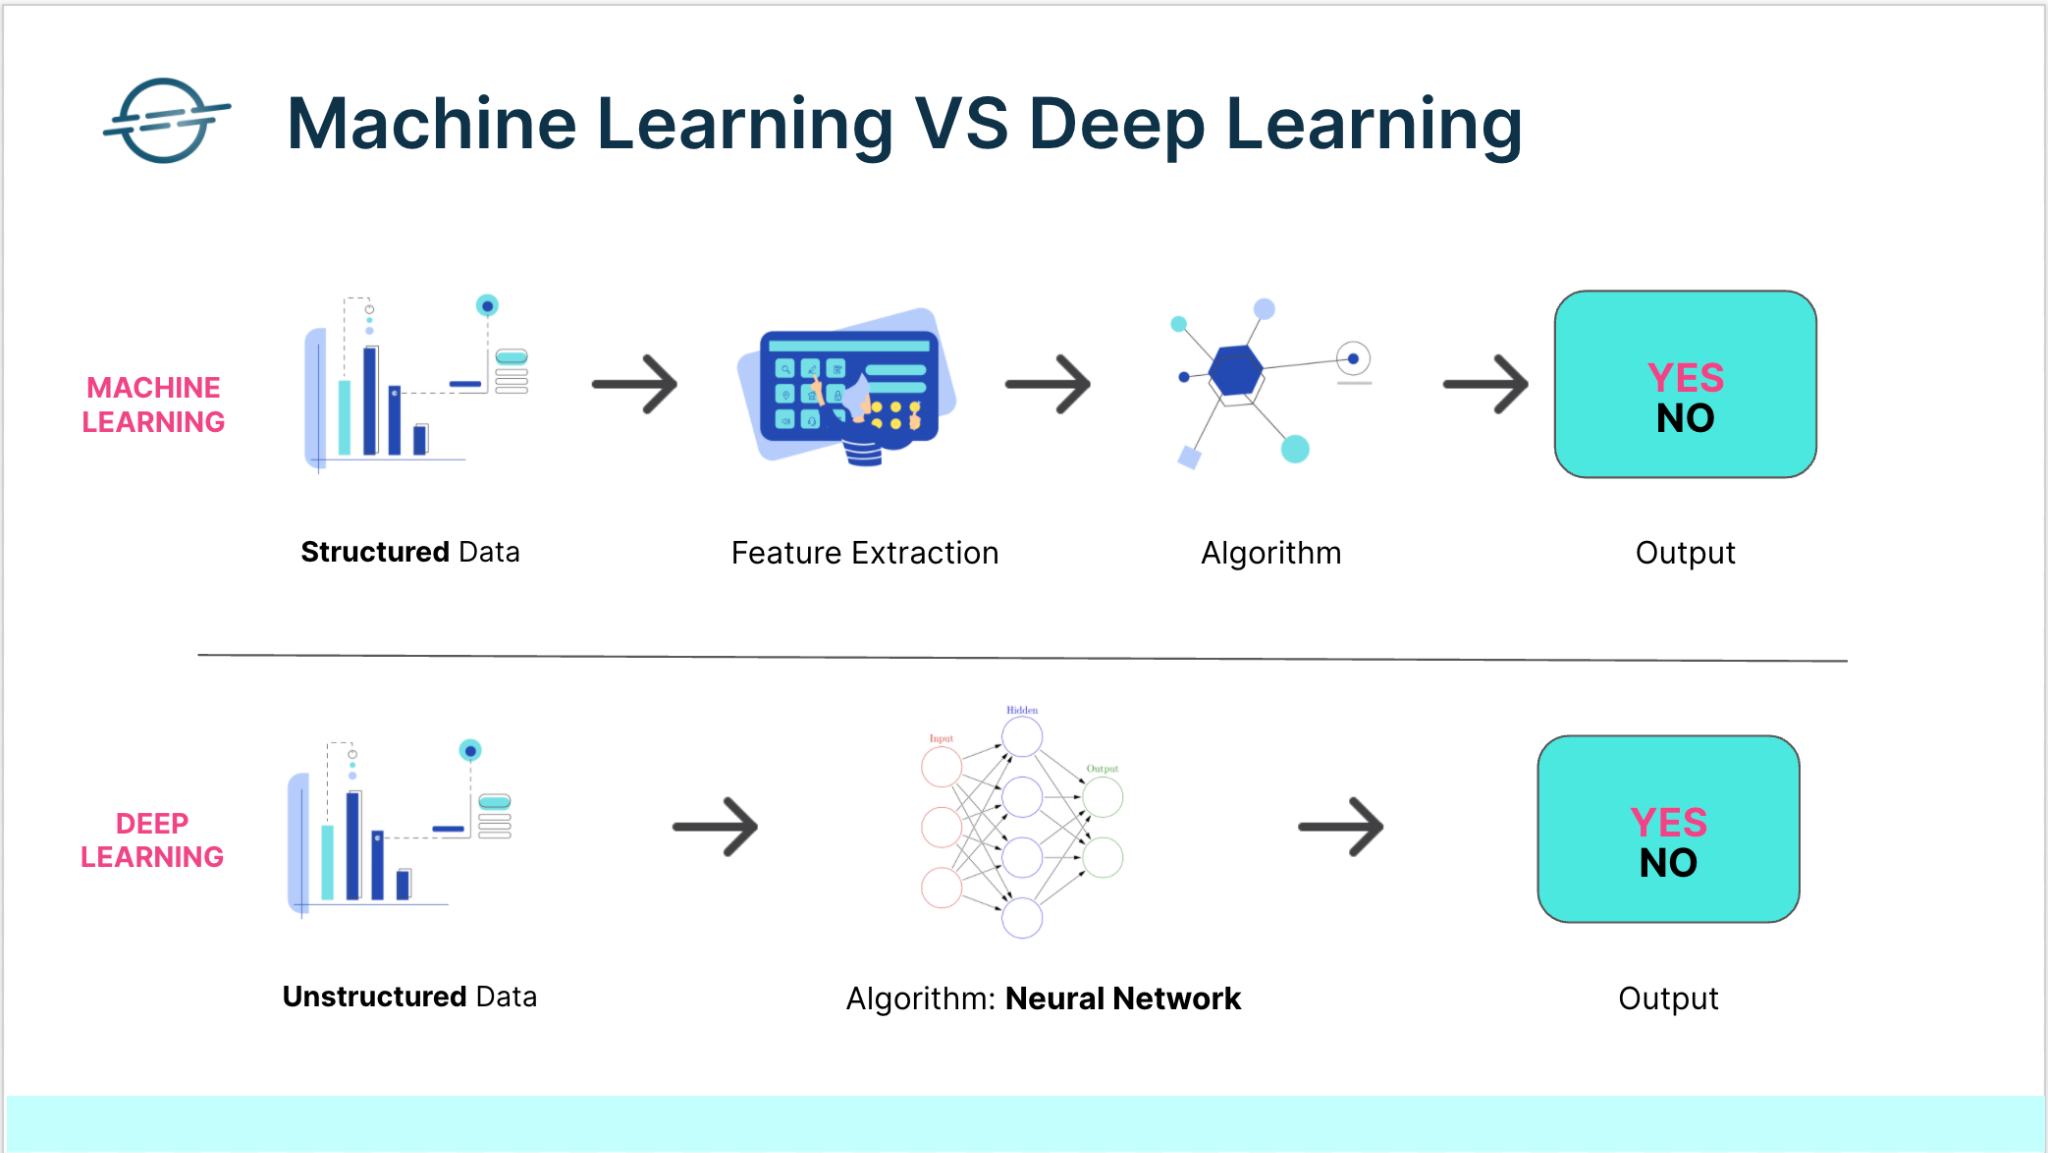 Machine Learning VS Deep Learning
MACHINE
LEARNING
YES
NO
Structured Data
Feature Extraction
Algorithm
Output
DEEP
LEARNING
Input
Hidden
Output
YES
NO
Unstructured Data
Algorithm: Neural Network
Output